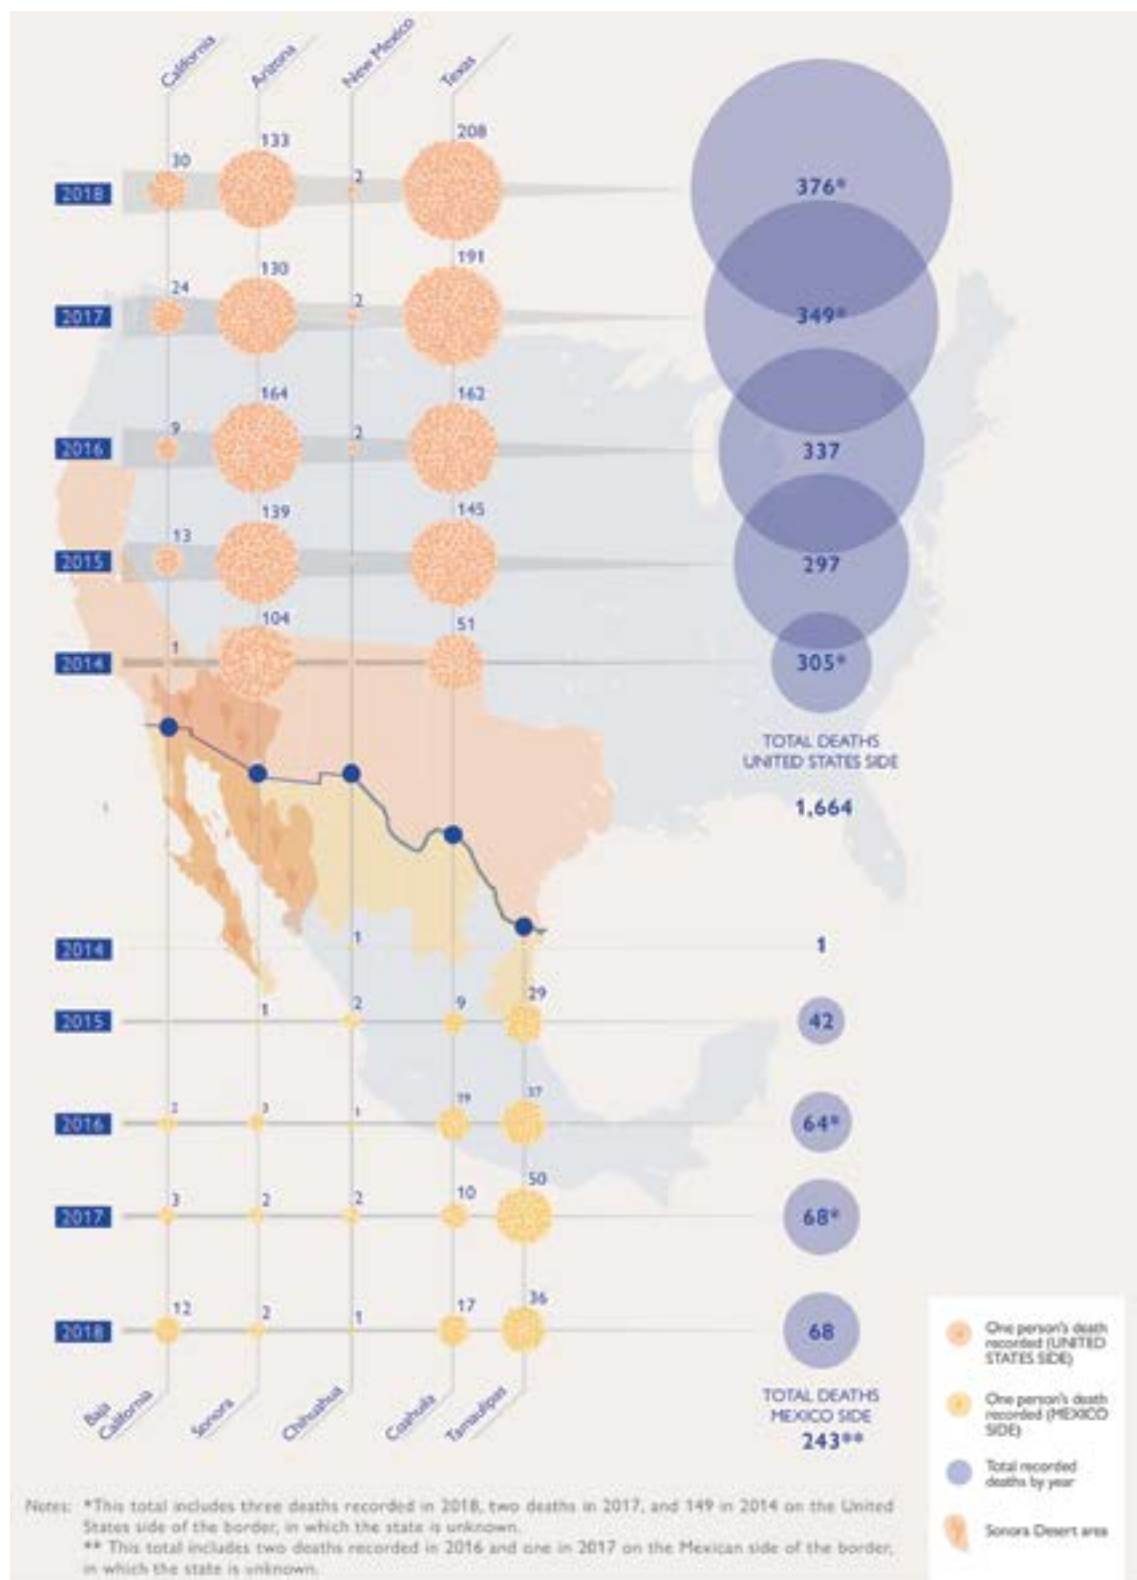 California Arizona New Mexico Texas
2018 30 133 2 208 376*
2017 24 130 2 191 349*
2016 9 164 2 162 337
2015 13 139 145 297
2014 1 104 51 305*
TOTAL DEATHS
UNITED STATES SIDE
1,664
2014 1 1
2015 1 2 9 29 42
2016 2 3 1 19 37 64*
2017 3 2 2 10 50 68*
2018 12 2 1 17 36 68
Baja
California
Sonora
Chihuahua
Coahuila
Tamaulipas
TOTAL DEATHS
MEXICO SIDE
243**
One person's death
recorded (UNITED
STATES SIDE)
One person's death
recorded (MEXICO
SIDE)
Total recorded
deaths by year
Sonora Desert area
Notes: *This total includes three deaths recorded in 2018, two deaths in 2017, and 149 in 2014 on the United
States side of the border, in which the state is unknown.
** This total includes two deaths recorded in 2016 and one in 2017 on the Mexican side of the border,
in which the state is unknown.